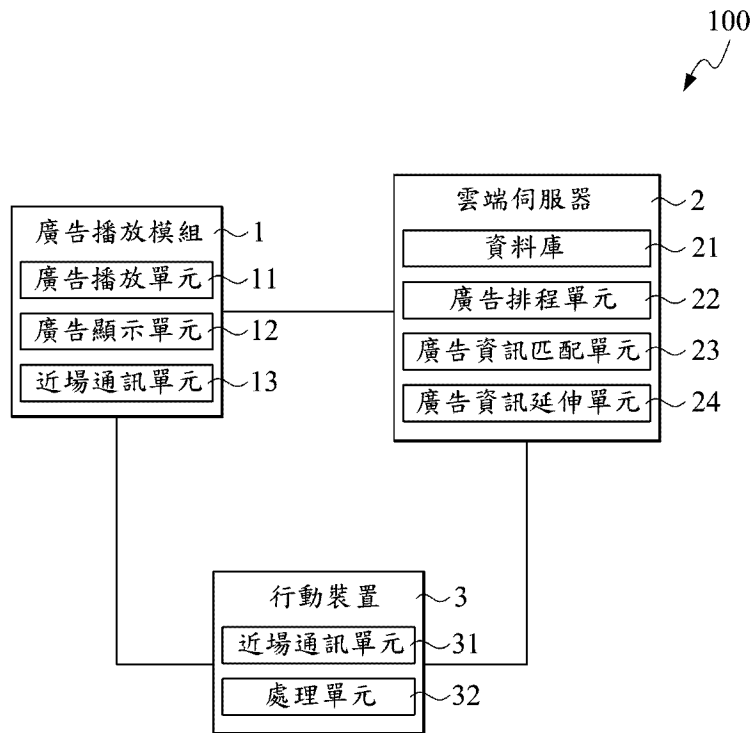 100
廣告播放模組 1
廣告播放單元 11
廣告顯示單元 12
近場通訊單元 13
雲端伺服器 2
資料庫 21
廣告排程單元 22
廣告資訊匹配單元 23
廣告資訊延伸單元 24
行動裝置 3
近場通訊單元 31
處理單元 32